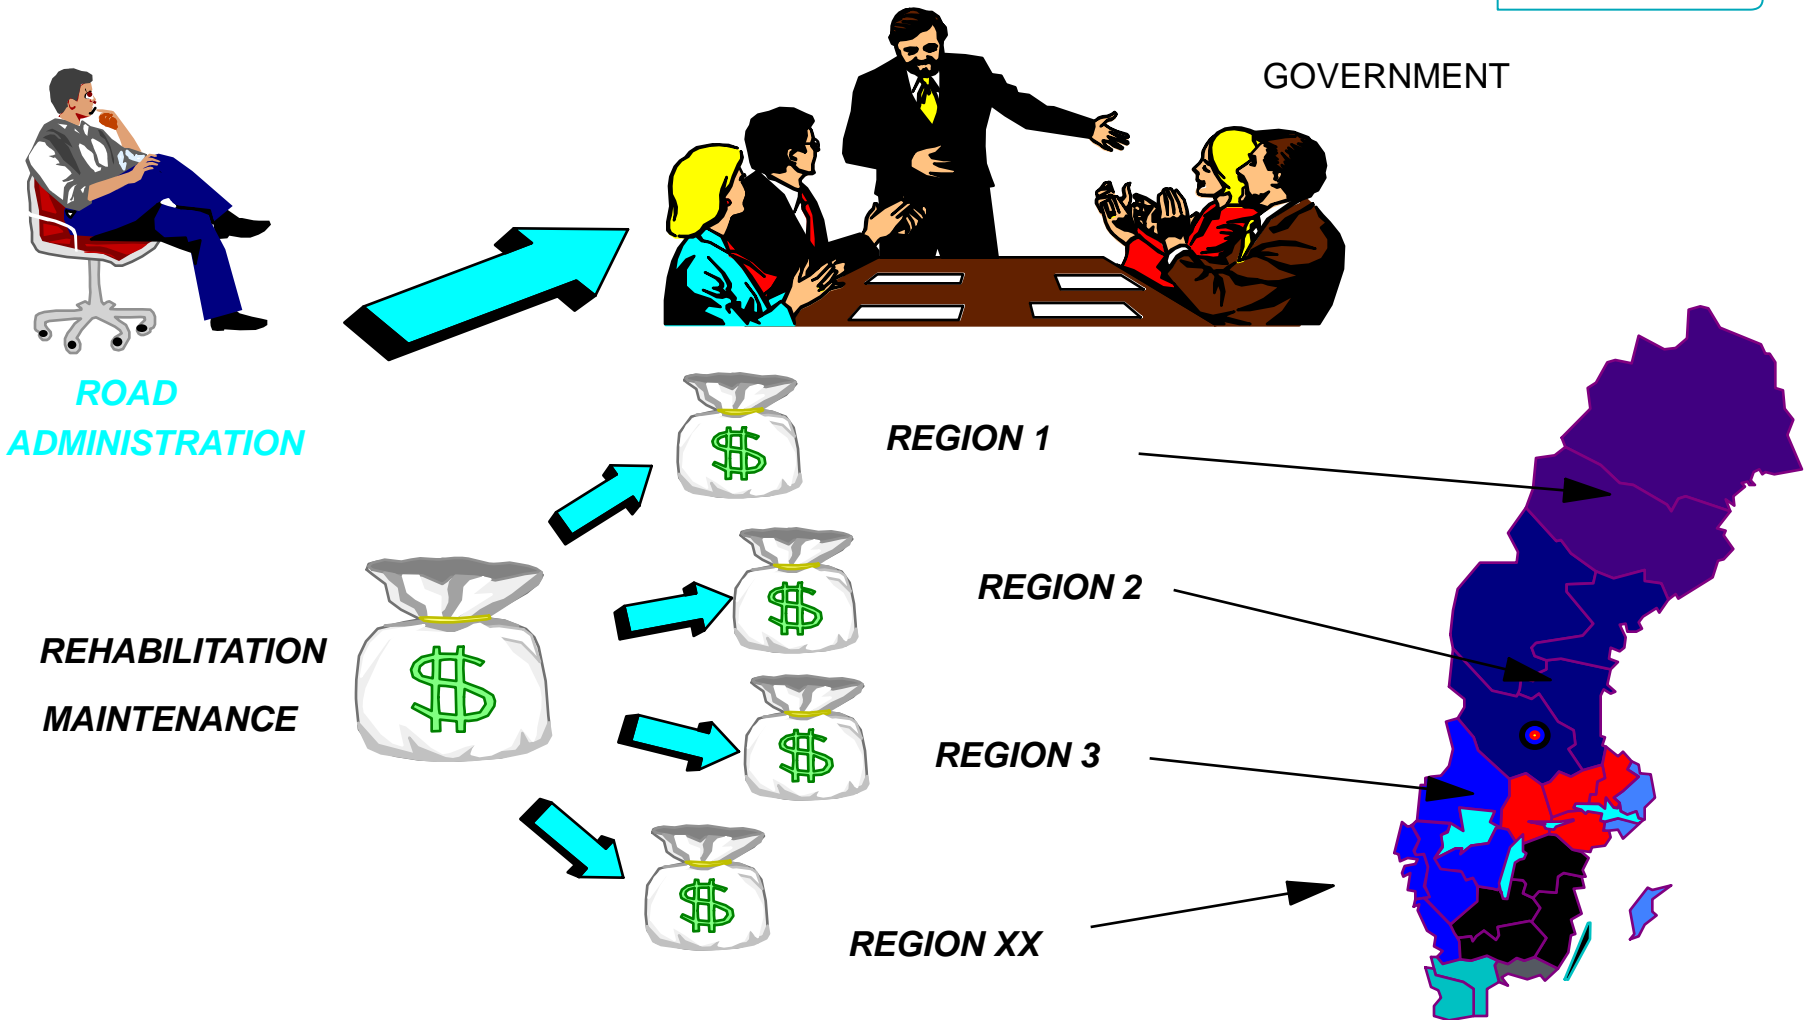 GOVERNMENT
ROAD
ADMINISTRATION
REGION 1
REGION 2
REHABILITATION
MAINTENANCE
REGION 3
REGION XX